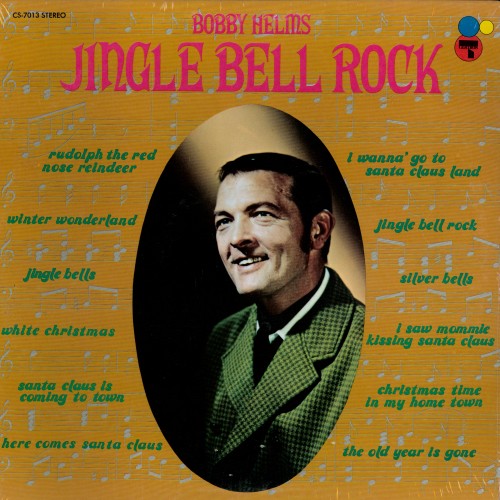 CS-7013 STEREO
BOBBY HELMS
JINGLE BELL ROCK
rudolph the red
nose reindeer
winter wonderland
jingle bells
white christmas
santa claus is
coming to town
here comes santa claus
i wanna' go to
santa claus land
jingle bell rock
silver bells
i saw mommie
kissing santa claus
christmas time
in my home town
the old year is gone